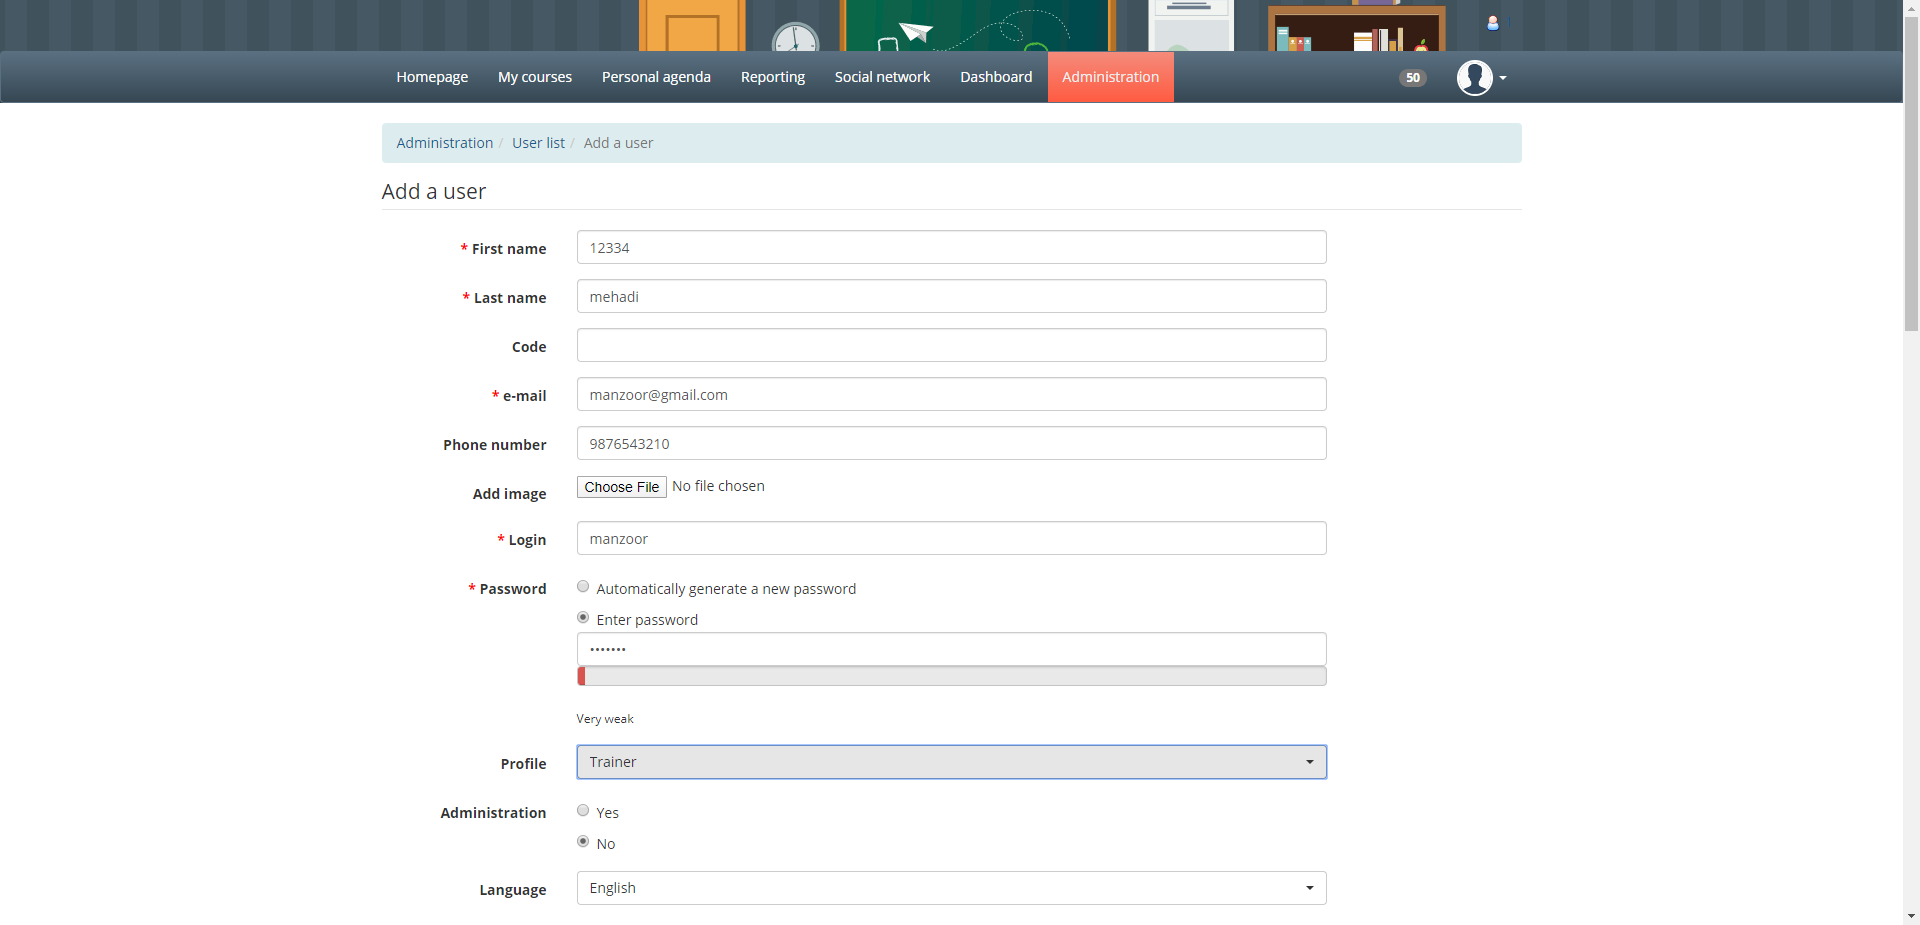 Homepage My courses Personal agenda Reporting Social network Dashboard Administration 50
Administration / User list / Add a user
Add a user
* First name 12334
* Last name mehadi
Code
* e-mail manzoor@gmail.com
Phone number 9876543210
Add image Choose File No file chosen
* Login manzoor
* Password Automatically generate a new password
Enter password
•••••••
Very weak
Profile Trainer
Administration Yes
No
Language English